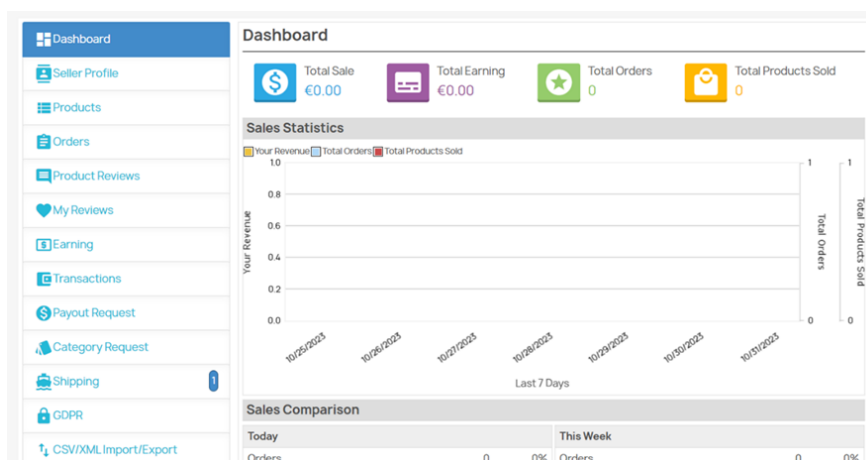 Dashboard
Seller Profile
Products
Orders
Product Reviews
My Reviews
Earning
Transactions
Payout Request
Category Request
Shipping 1
GDPR
CSV/XML Import/Export
Dashboard
Total Sale
€0.00
Total Earning
€0.00
Total Orders
0
Total Products Sold
0
Sales Statistics
Your Revenue Total Orders Total Products Sold
1.0
0.8
0.6
0.4
0.2
0.0
Your Revenue
1
0
Total Orders
1
0
Total Products Sold
10/25/2023 10/26/2023 10/27/2023 10/28/2023 10/29/2023 10/30/2023 10/31/2023
Last 7 Days
Sales Comparison
Today This Week
Orders 0 0% Orders 0 0%